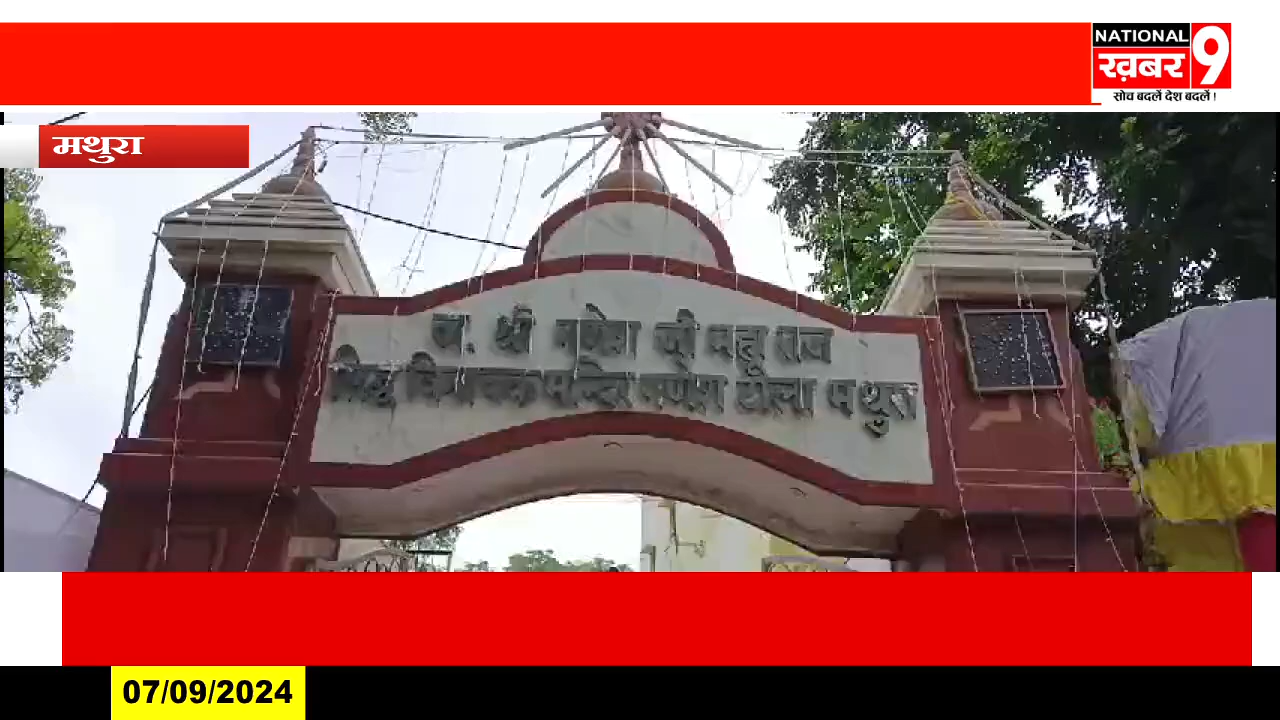 NATIONAL
ख़बर 9
सोच बदलें देश बदलें !
मथुरा
ज. श्री गणेश जी महाराज
सिद्ध विनायक मन्दिर गणेश टीला मथुरा
07/09/2024